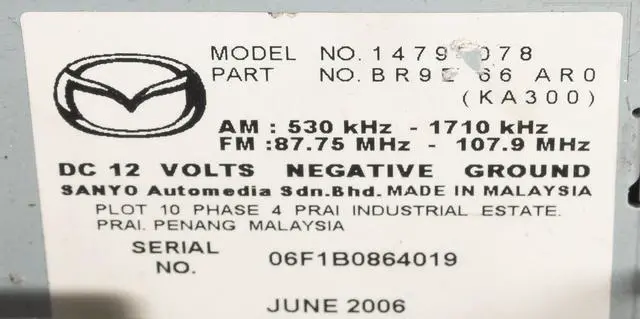 MODEL NO.
PART NO. AR0
(KA300)
AM : 530 kHz - 1710 kHz
FM :87.75 MHz - 107.9 MHz
DC 12 VOLTS NEGATIVE GROUND
SANYO Automedia Sdn.Bhd. MADE IN MALAYSIA
PLOT 10 PHASE 4 PRAI INDUSTRIAL ESTATE.
PRAI. PENANG MALAYSIA
SERIAL
NO. 06F1B0864019
JUNE 2006